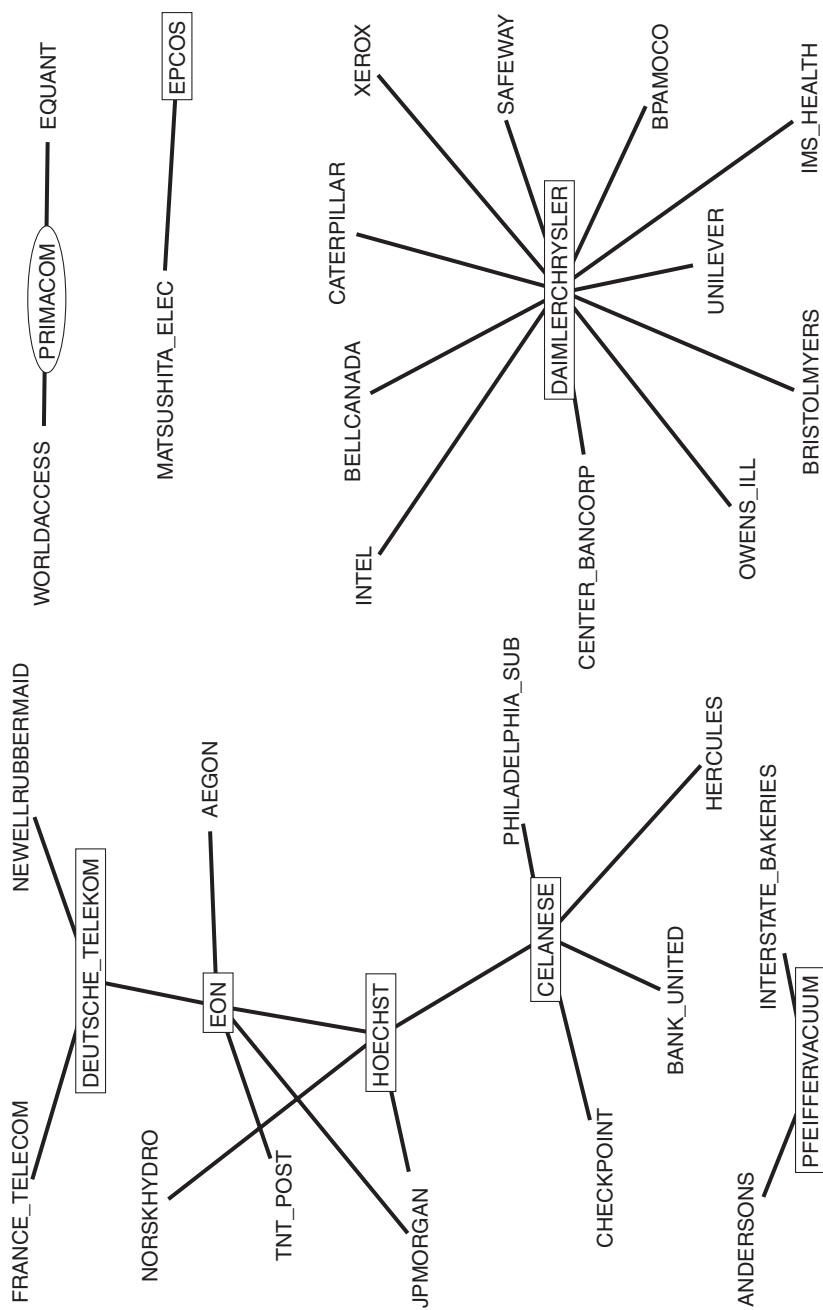 FRANCE_TELECOM
NEWELLRUBBERMAID
WORLDACCESS
PRIMACOM
EQUANT
DEUTSCHE_TELEKOM
NORSKHYDRO
AEGON
MATSUSHITA_ELEC
EPCOS
EON
TNT_POST
HOECHST
JPMORGAN
INTEL
BELLCANADA
CATERPILLAR
XEROX
PHILADELPHIA_SUB
SAFEWAY
CELANESE
DAIMLERCHRYSLER
CENTER_BANCORP
CHECKPOINT
BANK_UNITED
HERCULES
BPAMOCO
UNILEVER
OWENS_ILL
ANDERSONS
INTERSTATE_BAKERIES
BRISTOLMYERS
IMS_HEALTH
PFEIFFERVACUUM